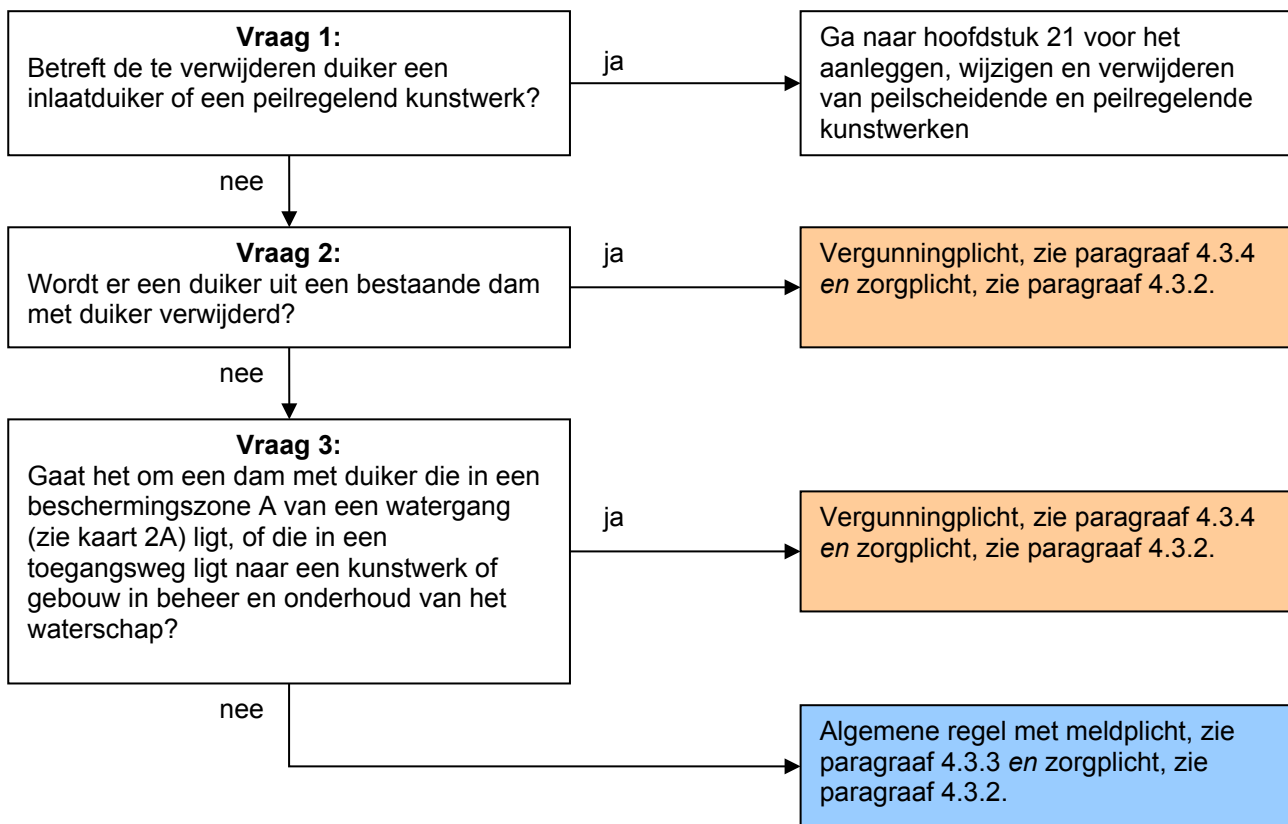 Vraag 1:
Betreft de te verwijderen duiker een
inlaatduiker of een peilregelend kunstwerk?
ja
Ga naar hoofdstuk 21 voor het
aanleggen, wijzigen en verwijderen
van peilscheidende en peilregelende
kunstwerken
nee
Vraag 2:
Wordt er een duiker uit een bestaande dam
met duiker verwijderd?
ja
Vergunningplicht, zie paragraaf 4.3.4
en zorgplicht, zie paragraaf 4.3.2.
nee
Vraag 3:
Gaat het om een dam met duiker die in een
beschermingszone A van een watergang
(zie kaart 2A) ligt, of die in een
toegangsweg ligt naar een kunstwerk of
gebouw in beheer en onderhoud van het
waterschap?
ja
Vergunningplicht, zie paragraaf 4.3.4
en zorgplicht, zie paragraaf 4.3.2.
nee
Algemene regel met meldplicht, zie
paragraaf 4.3.3 en zorgplicht, zie
paragraaf 4.3.2.